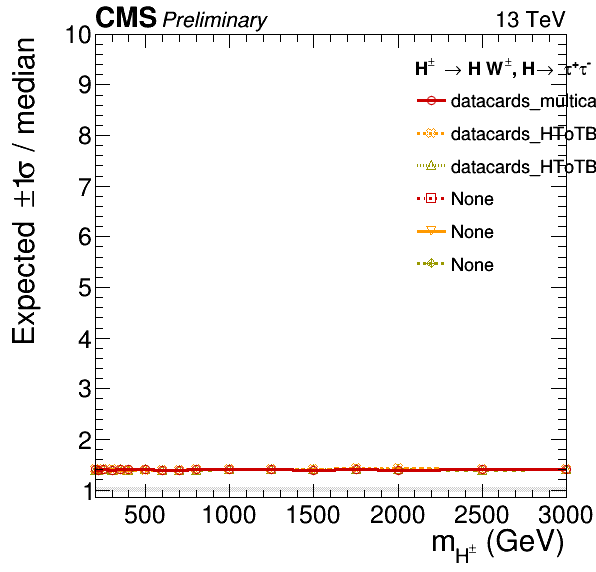 CMS Preliminary 13 TeV
Expected ±1σ / median
10
9
8
7
6
5
4
3
2
1
H± → H W±, H→ τ+τ-
datacards_multica
datacards_HToTB
datacards_HToTB
None
None
None
500 1000 1500 2000 2500 3000
mH± (GeV)